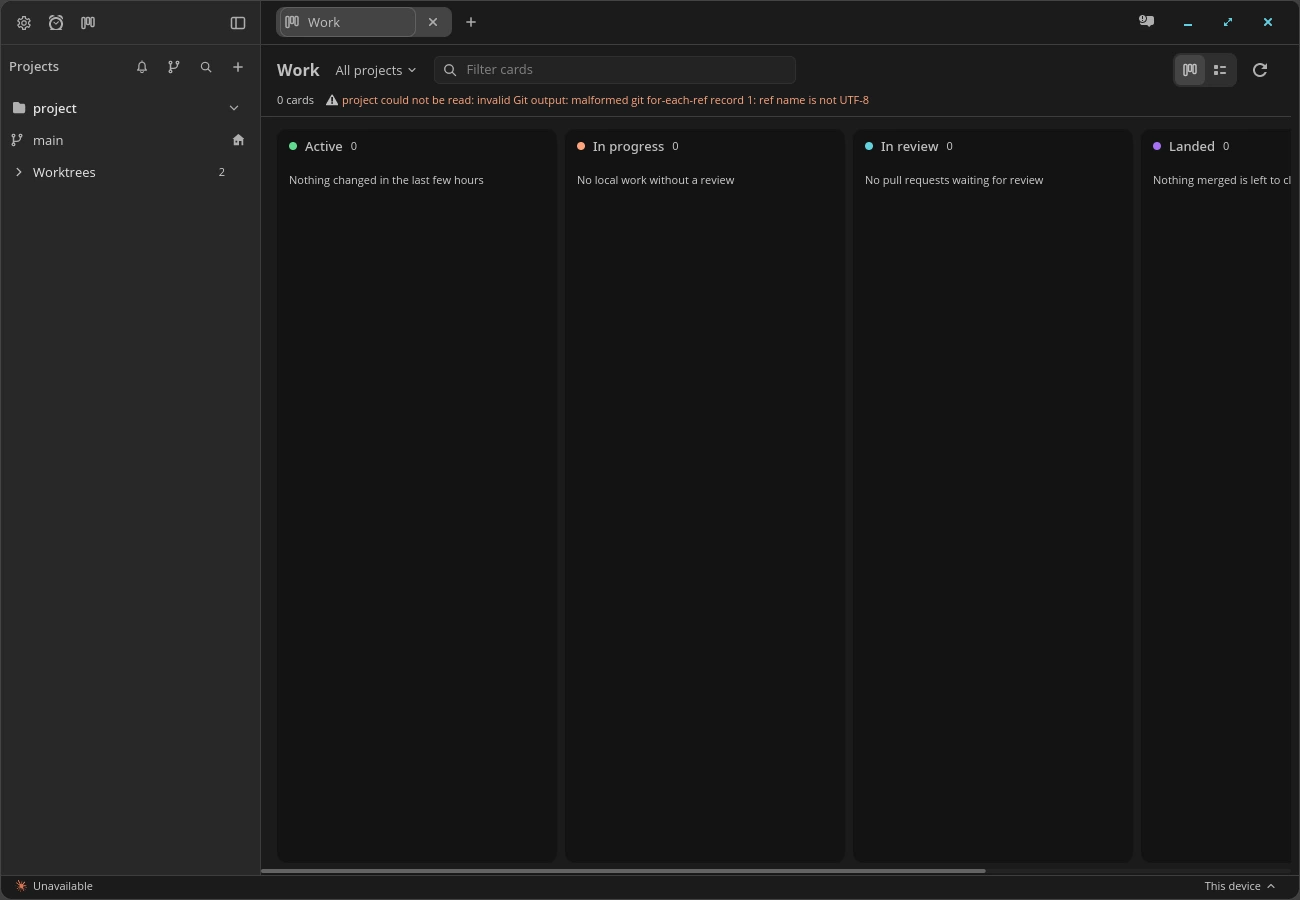 Work
Projects
project
main
Worktrees 2
Work All projects Filter cards
0 cards project could not be read: invalid Git output: malformed git for-each-ref record 1: ref name is not UTF-8
Active 0
Nothing changed in the last few hours
In progress 0
No local work without a review
In review 0
No pull requests waiting for review
Landed 0
Nothing merged is left to cl
Unavailable
This device